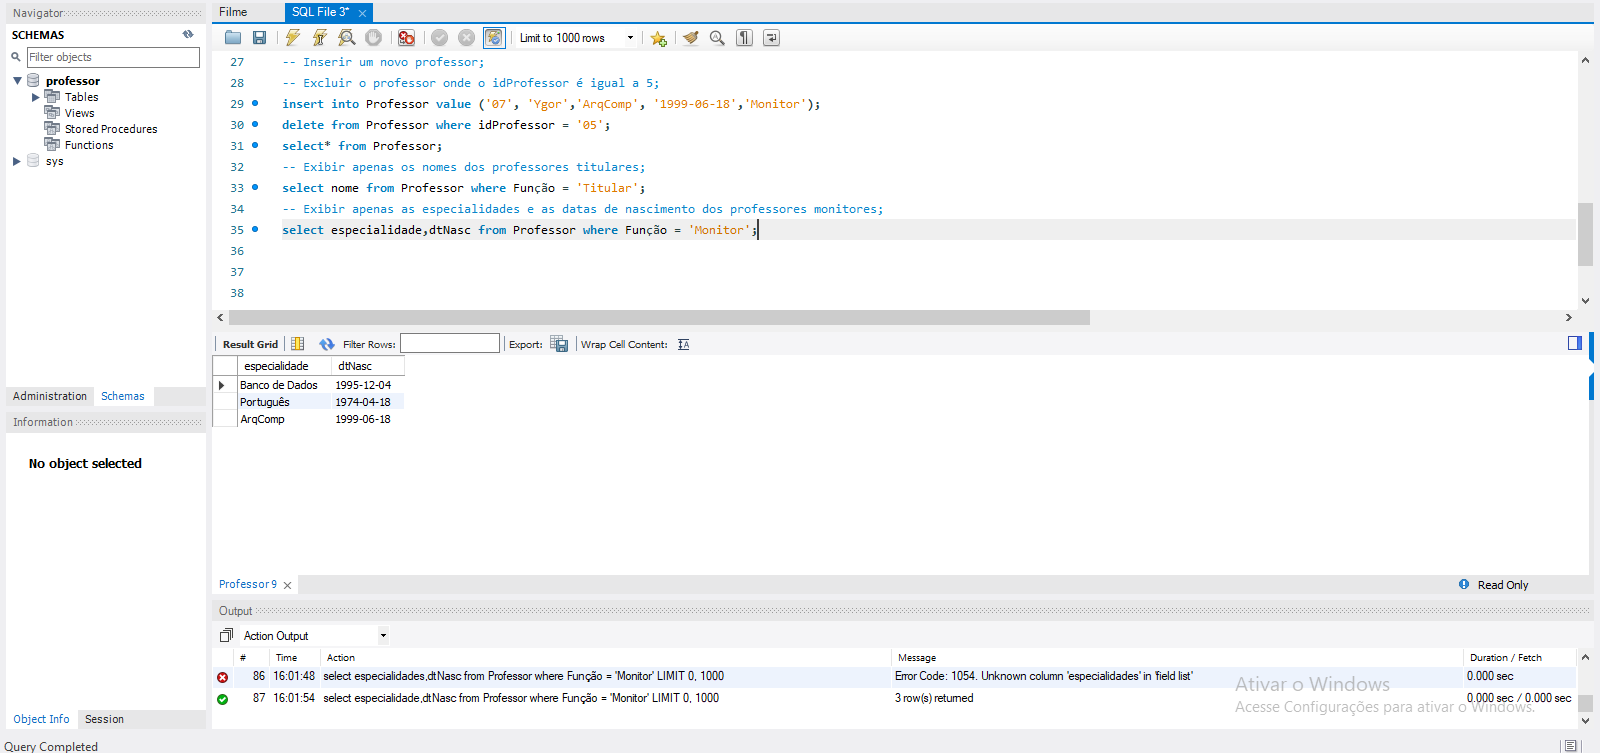 Navigator
SCHEMAS
Filter objects
professor
Tables
Views
Stored Procedures
Functions
sys
Administration Schemas
Information
No object selected
Object Info Session
Query Completed
Filme SQL File 3*
Limit to 1000 rows
27 -- Inserir um novo professor;
28 -- Excluir o professor onde o idProfessor é igual a 5;
29 insert into Professor value ('07', 'Ygor','ArqComp', '1999-06-18','Monitor');
30 delete from Professor where idProfessor = '05';
31 select* from Professor;
32 -- Exibir apenas os nomes dos professores titulares;
33 select nome from Professor where Função = 'Titular';
34 -- Exibir apenas as especialidades e as datas de nascimento dos professores monitores;
35 select especialidade,dtNasc from Professor where Função = 'Monitor';
36
37
38
Result Grid Filter Rows: Export: Wrap Cell Content:
especialidade dtNasc
Banco de Dados 1995-12-04
Português 1974-04-18
ArqComp 1999-06-18
Professor 9 Read Only
Output
Action Output
# Time Action Message Duration / Fetch
86 16:01:48 select especialidades,dtNasc from Professor where Função = 'Monitor' LIMIT 0, 1000 Error Code: 1054. Unknown column 'especialidades' in 'field list' 0.000 sec
87 16:01:54 select especialidade,dtNasc from Professor where Função = 'Monitor' LIMIT 0, 1000 3 row(s) returned 0.000 sec / 0.000 sec
Ativar o Windows
Acesse Configurações para ativar o Windows.